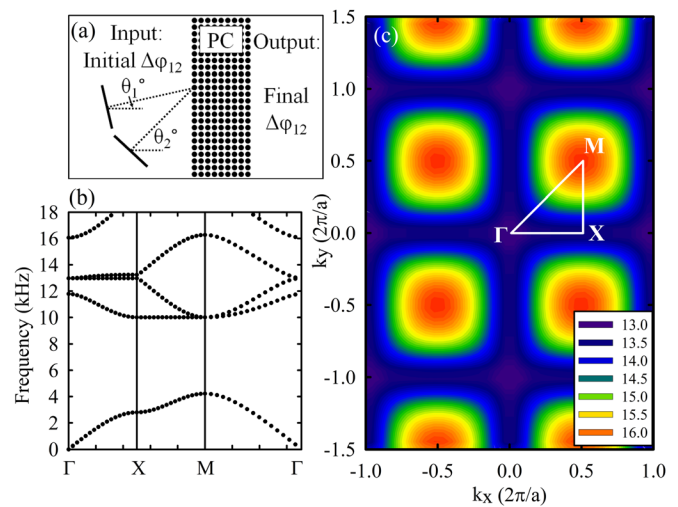 (a)
Input:
Initial Δφ12
θ1°
θ2°
PC
Output:
Final
Δφ12
(b)
Frequency (kHz)
18
16
14
12
10
8
6
4
2
0
Γ X M Γ
(c)
ky (2π/a)
1.5
1.0
0.5
0.0
-0.5
-1.0
-1.5
M
Γ
X
13.0
13.5
14.0
14.5
15.0
15.5
16.0
-1.0 -0.5 0.0 0.5 1.0
kx (2π/a)